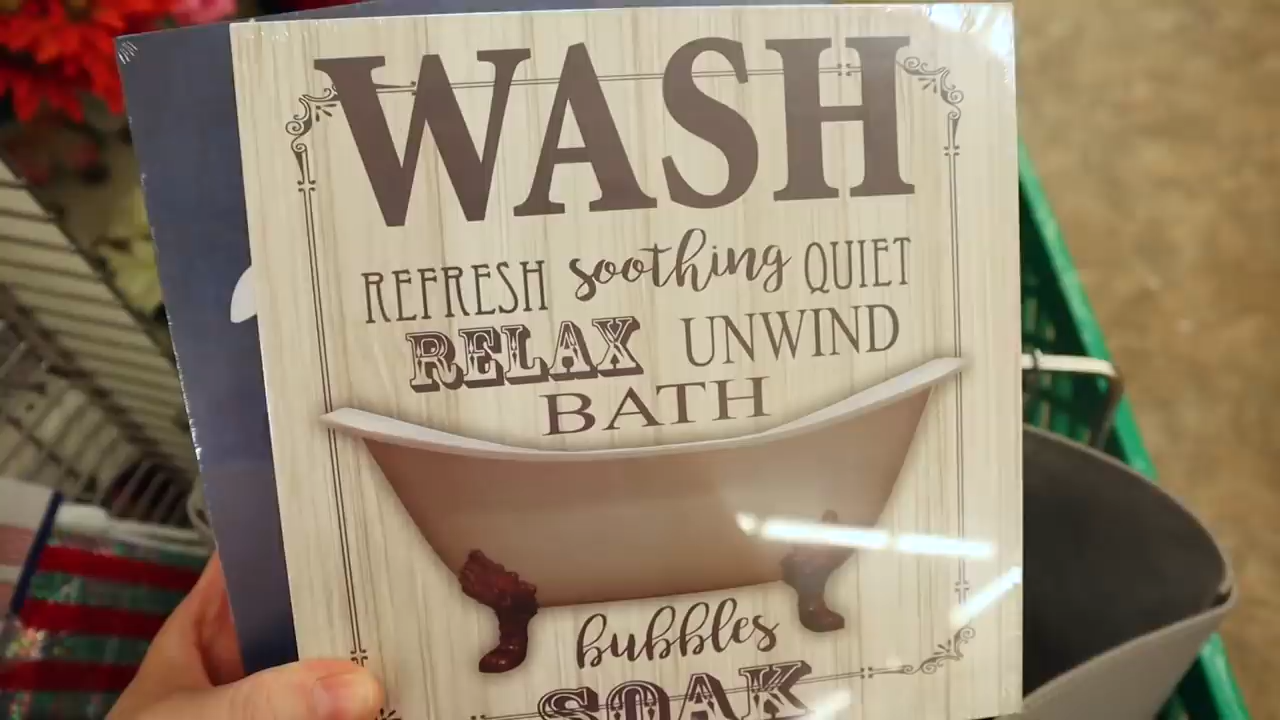 WASH
REFRESH soothing QUIET
RELAX UNWIND
BATH
bubbles
SOAK